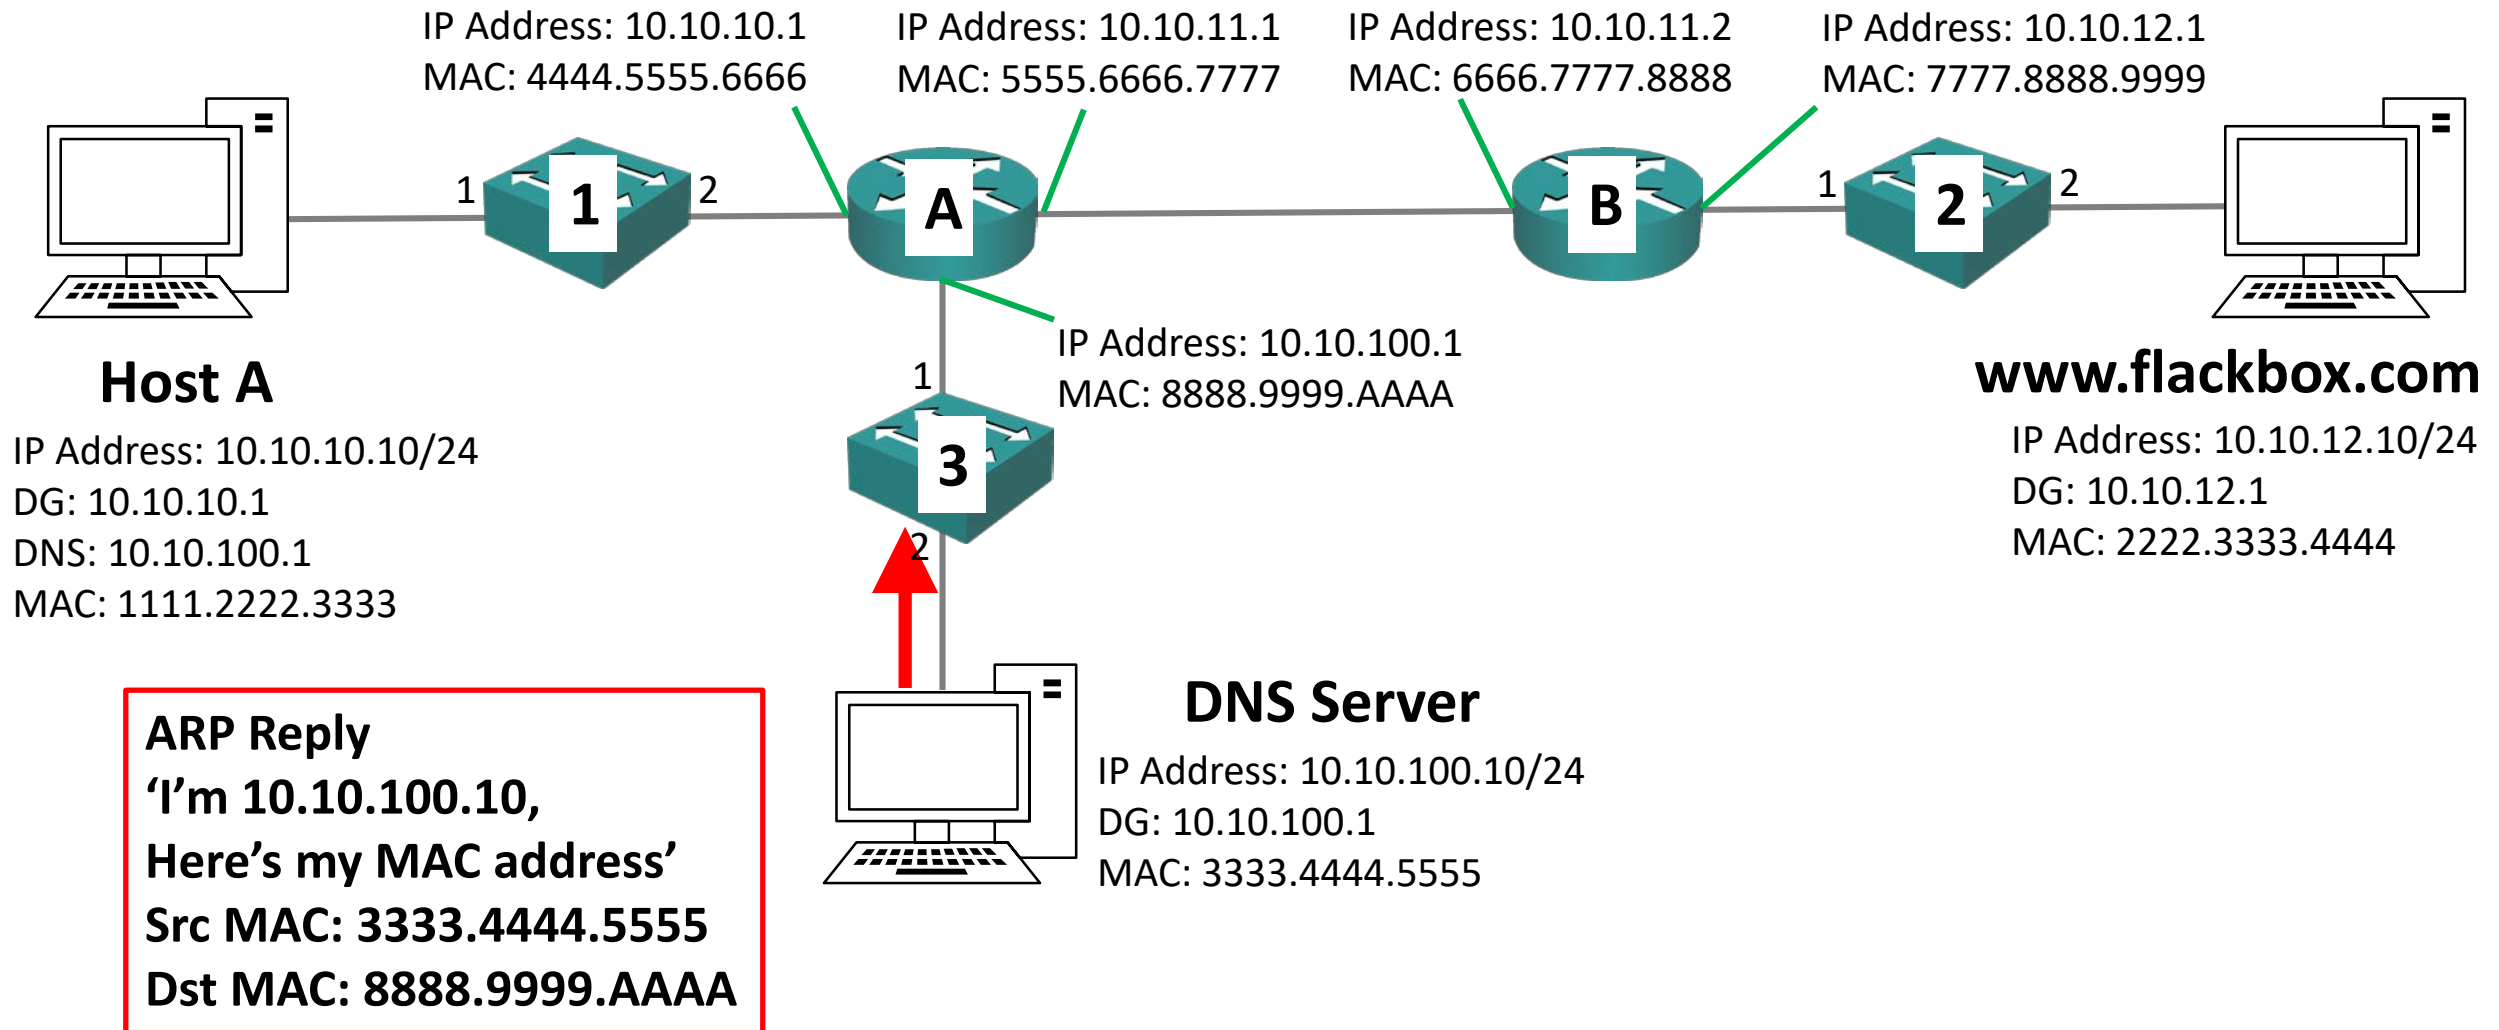 IP Address: 10.10.10.1
MAC: 4444.5555.6666
IP Address: 10.10.11.1
MAC: 5555.6666.7777
IP Address: 10.10.11.2
MAC: 6666.7777.8888
IP Address: 10.10.12.1
MAC: 7777.8888.9999
1
1
2
A
B
1
2
2
IP Address: 10.10.100.1
MAC: 8888.9999.AAAA
1
3
2
Host A
IP Address: 10.10.10.10/24
DG: 10.10.10.1
DNS: 10.10.100.1
MAC: 1111.2222.3333
www.flackbox.com
IP Address: 10.10.12.10/24
DG: 10.10.12.1
MAC: 2222.3333.4444
ARP Reply
‘I’m 10.10.100.10,
Here’s my MAC address’
Src MAC: 3333.4444.5555
Dst MAC: 8888.9999.AAAA
DNS Server
IP Address: 10.10.100.10/24
DG: 10.10.100.1
MAC: 3333.4444.5555